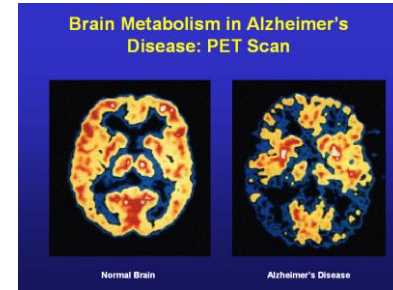 Brain Metabolism in Alzheimer's
Disease: PET Scan
Normal Brain
Alzheimer's Disease